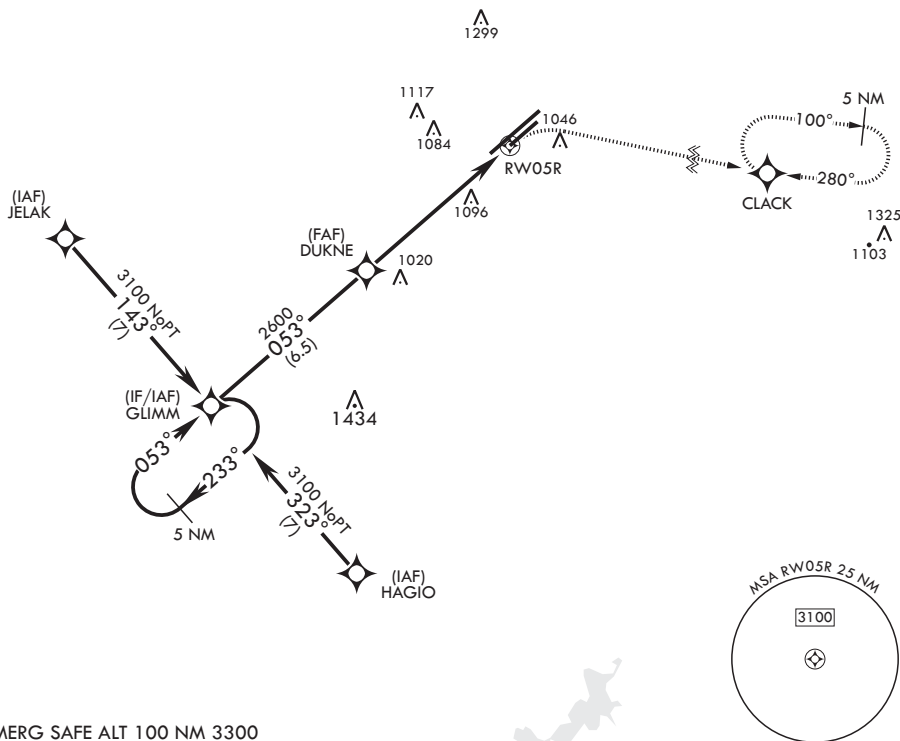 1299
1117
1084
1046
5 NM
100°
280°
RW05R
CLACK
1096
1325
1103
(IAF)
JELAK
(FAF)
DUKNE
1020
3100 NoPT
143°
(7)
2600
053°
(6.5)
(IF/IAF)
GLIMM
1434
053°
233°
5 NM
3100 NoPT
323°
(7)
(IAF)
HAGIO
MSA RW05R 25 NM
3100
MERG SAFE ALT 100 NM 3300